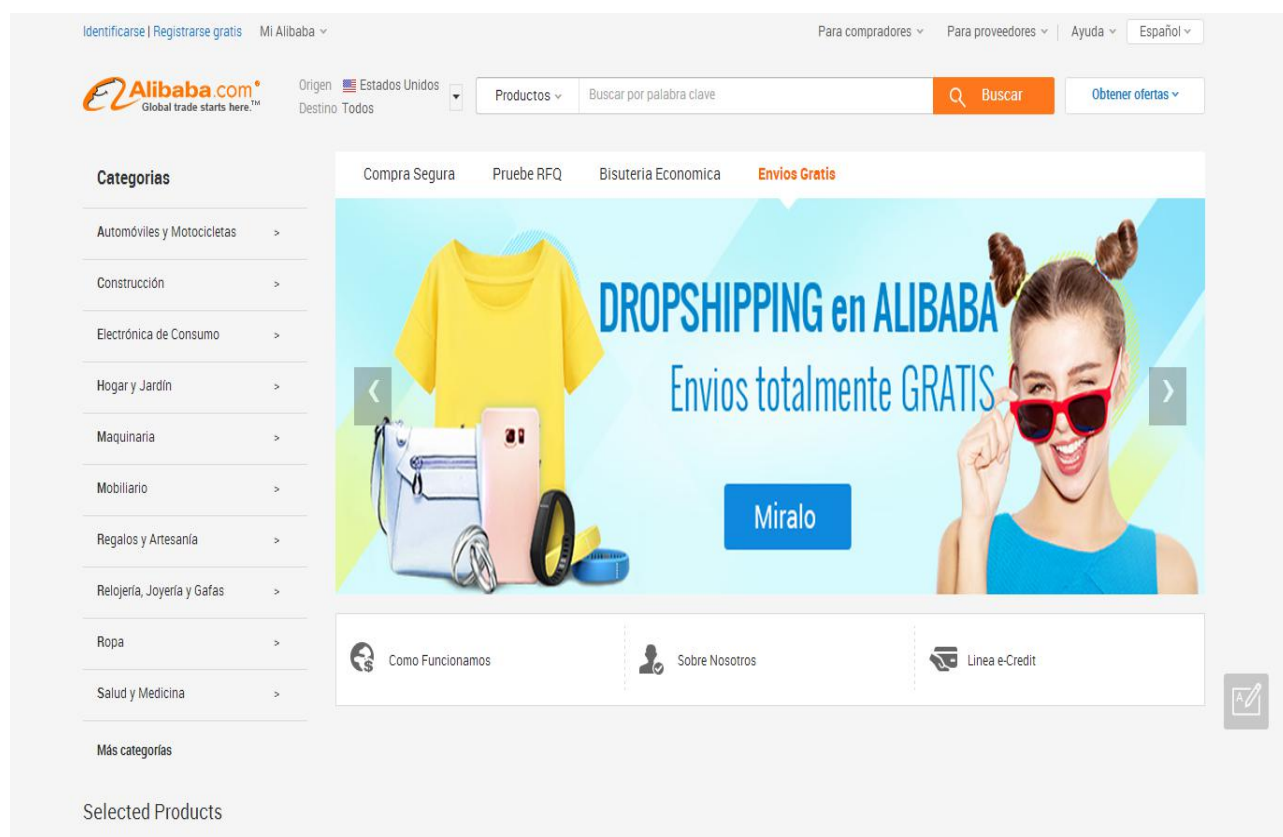 Identificarse | Registrarse gratis Mi Alibaba
Para compradores Para proveedores Ayuda Español
Alibaba.com
Global trade starts here.™
Origen Estados Unidos
Destino Todos
Productos Buscar por palabra clave Buscar Obtener ofertas
Categorias
Compra Segura Pruebe RFQ Bisuteria Economica Envios Gratis
Automóviles y Motocicletas >
Construcción >
Electrónica de Consumo >
Hogar y Jardín >
Maquinaria >
Mobiliario >
Regalos y Artesanía >
Relojería, Joyería y Gafas >
Ropa >
Salud y Medicina >
Más categorías
DROPSHIPPING en ALIBABA
Envios totalmente GRATIS
Miralo
Como Funcionamos Sobre Nosotros Linea e-Credit
Selected Products